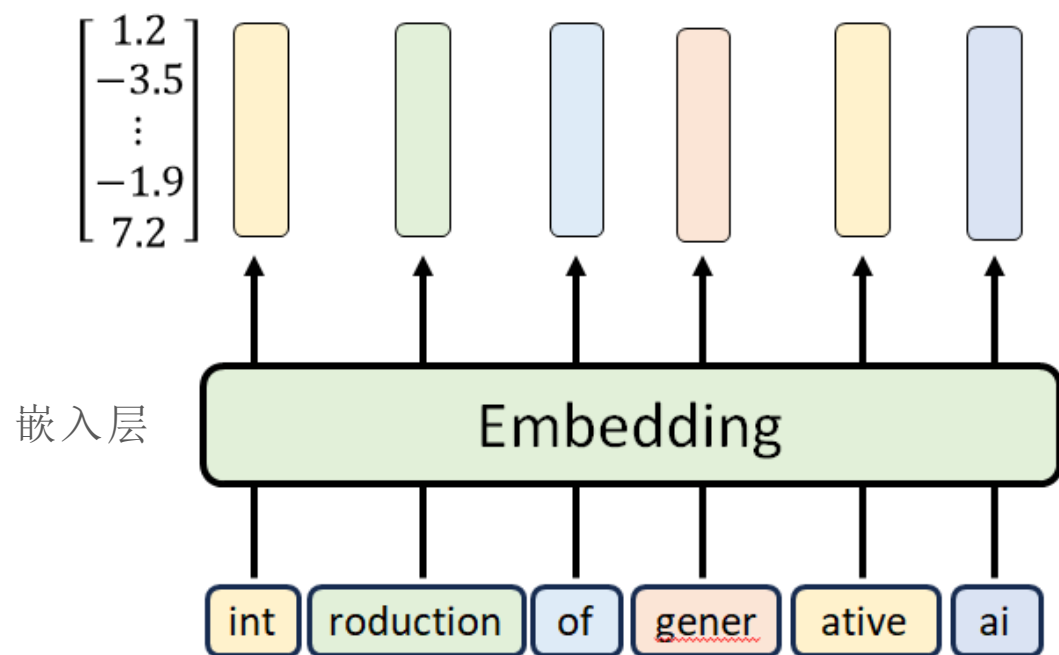 1.2
−3.5
⋮
−1.9
7.2
嵌入层
Embedding
int roduction of gener ative ai